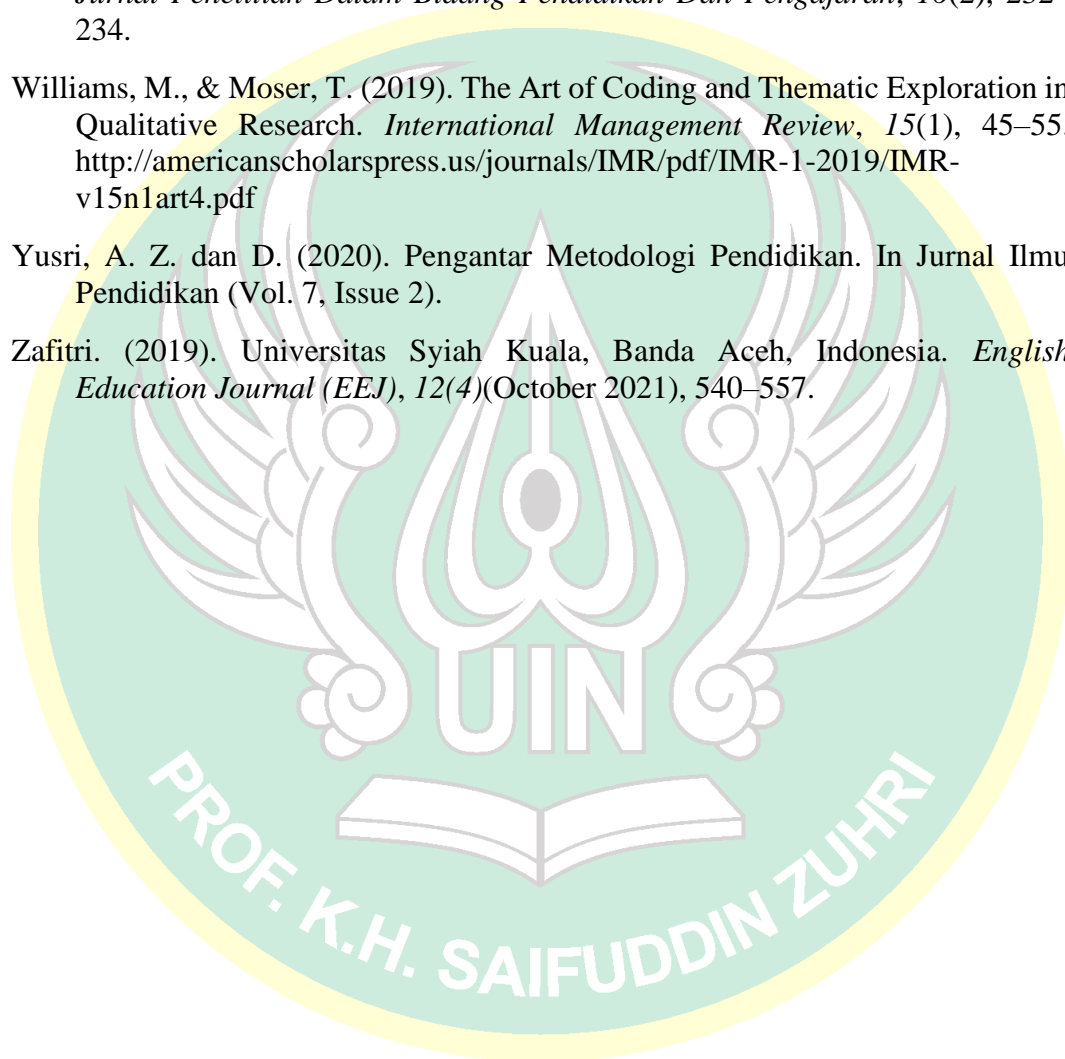 Jurnal Penelitian Dalam Bidang Pendidikan Dan Pengajaran, 16(2), 232–
234.
Williams, M., & Moser, T. (2019). The Art of Coding and Thematic Exploration in
Qualitative Research. International Management Review, 15(1), 45–55.
http://americanscholarspress.us/journals/IMR/pdf/IMR-1-2019/IMR-
v15n1art4.pdf
Yusri, A. Z. dan D. (2020). Pengantar Metodologi Pendidikan. In Jurnal Ilmu
Pendidikan (Vol. 7, Issue 2).
Zafitri. (2019). Universitas Syiah Kuala, Banda Aceh, Indonesia. English
Education Journal (EEJ), 12(4)(October 2021), 540–557.
UIN
PROF. K.H. SAIFUDDIN ZUHRI